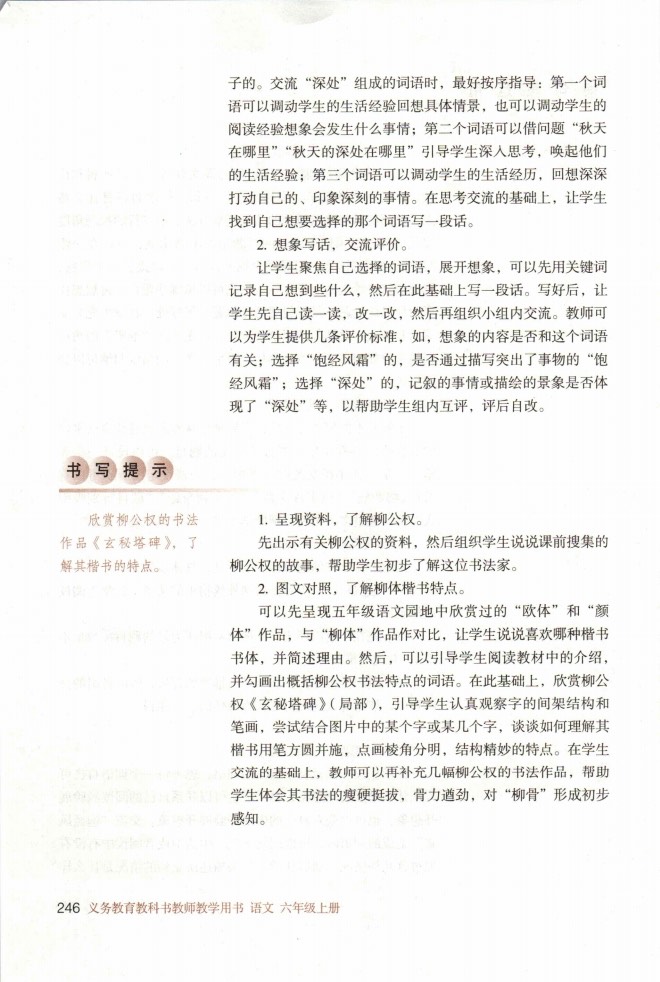 子的。交流“深处”组成的词语时，最好按序指导：第一个词
语可以调动学生的生活经验回想具体情景，也可以调动学生的
阅读经验想象会发生什么事情；第二个词语可以借问题“秋天
在哪里”“秋天的深处在哪里”引导学生深入思考，唤起他们
的生活经验；第三个词语可以调动学生的生活经历，回想深深
打动自己的、印象深刻的事情。在思考交流的基础上，让学生
找到自己想要选择的那个词语写一段话。
2. 想象写话，交流评价。
让学生聚焦自己选择的词语，展开想象，可以先用关键词
记录自己想到些什么，然后在此基础上写一段话。写好后，让
学生先自己读一读，改一改，然后再组织小组内交流。教师可
以为学生提供几条评价标准，如，想象的内容是否和这个词语
有关；选择“饱经风霜”的，是否通过描写突出了事物的“饱
经风霜”；选择“深处”的，记叙的事情或描绘的景象是否体
现了“深处”等，以帮助学生组内互评，评后自改。
书写提示
欣赏柳公权的书法
作品《玄秘塔碑》，了
解其楷书的特点。
1. 呈现资料，了解柳公权。
先出示有关柳公权的资料，然后组织学生说说课前搜集的
柳公权的故事，帮助学生初步了解这位书法家。
2. 图文对照，了解柳体楷书特点。
可以先呈现五年级语文园地中欣赏过的“欧体”和“颜
体”作品，与“柳体”作品作对比，让学生说说喜欢哪种楷书
书体，并简述理由。然后，可以引导学生阅读教材中的介绍，
并勾画出概括柳公权书法特点的词语。在此基础上，欣赏柳公
权《玄秘塔碑》（局部），引导学生认真观察字的间架结构和
笔画，尝试结合图片中的某个字或某几个字，谈谈如何理解其
楷书用笔方圆并施，点画棱角分明，结构精妙的特点。在学生
交流的基础上，教师可以再补充几幅柳公权的书法作品，帮助
学生体会其书法的瘦硬挺拔，骨力遒劲，对“柳骨”形成初步
感知。
246 义务教育教科书教师教学用书 语文 六年级上册